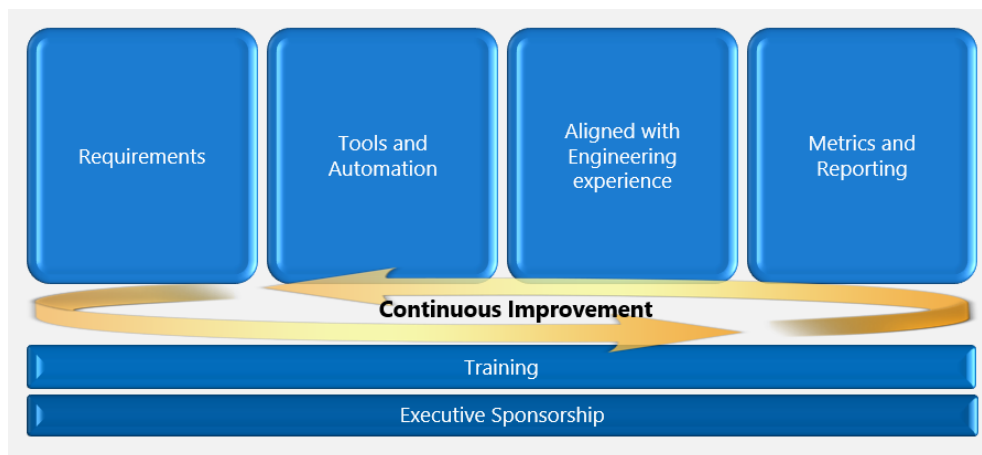 Requirements
Tools and
Automation
Aligned with
Engineering
experience
Metrics and
Reporting
Continuous Improvement
Training
Executive Sponsorship